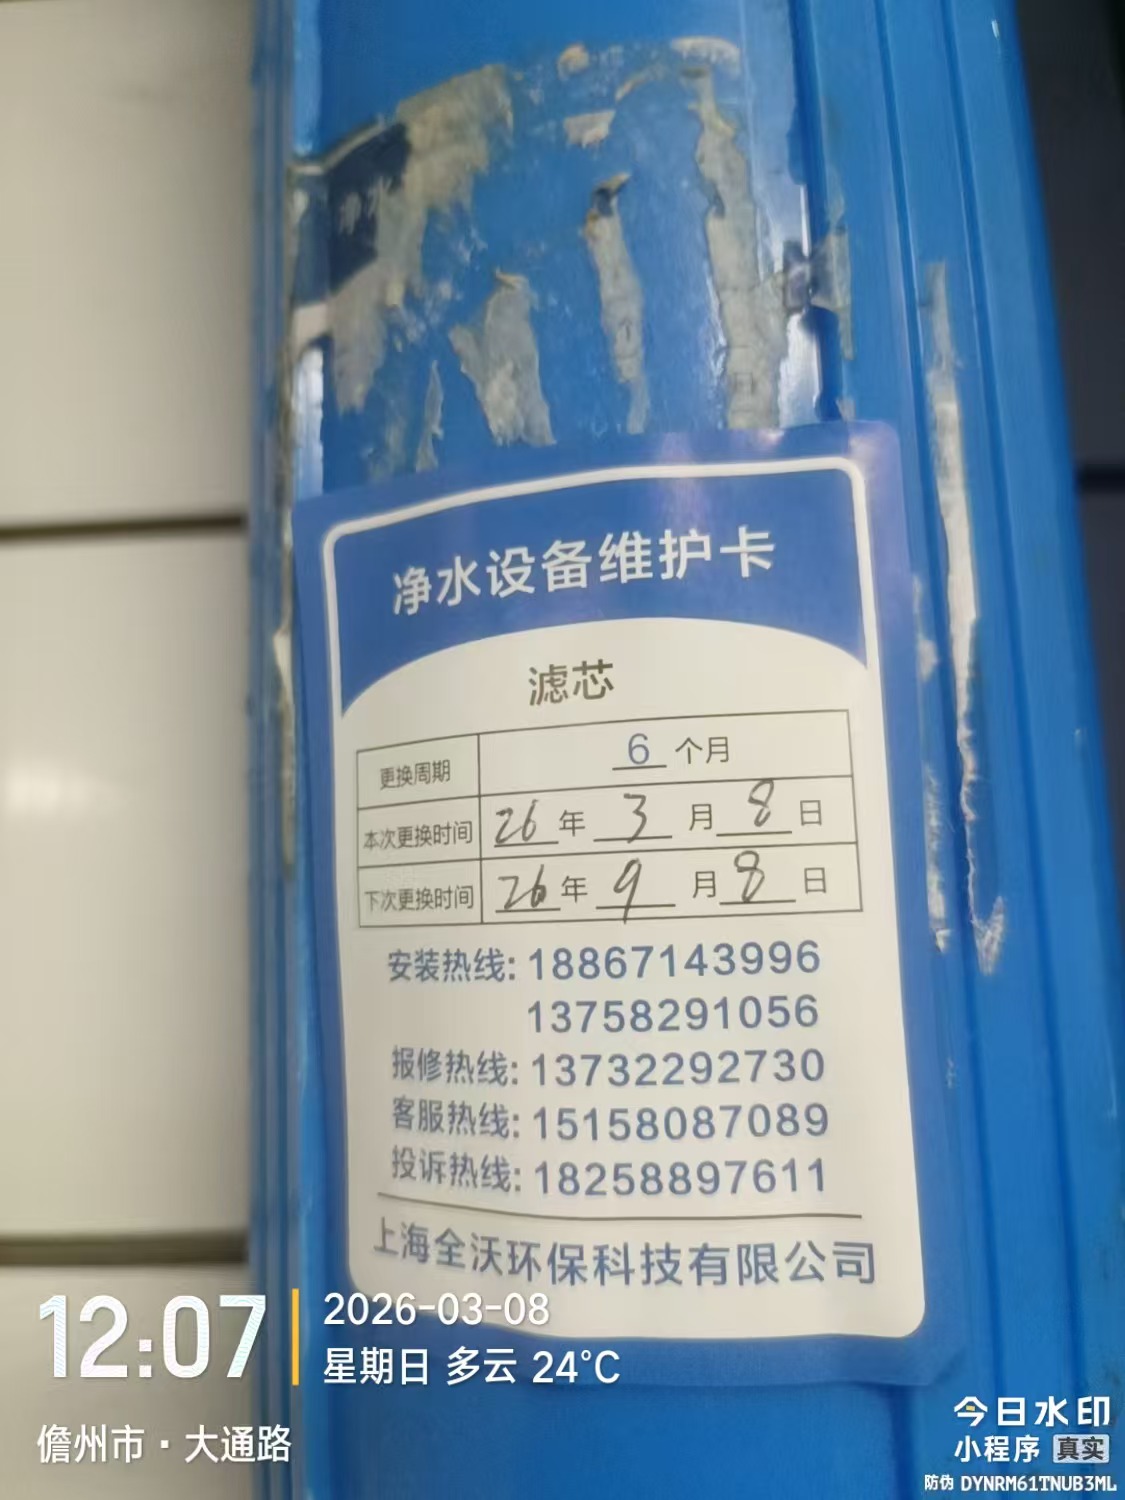 净水设备维护卡
滤芯
更换周期 6 个月
本次更换时间 26 年 3 月 8 日
下次更换时间 26 年 9 月 8 日
安装热线: 18867143996
13758291056
报修热线: 13732292730
客服热线: 15158087089
投诉热线: 18258897611
上海全沃环保科技有限公司
12:07
2026-03-08
星期日 多云 24°C
儋州市·大通路
今日水印
小程序 真实
防伪 DYNRM61TNUB3ML